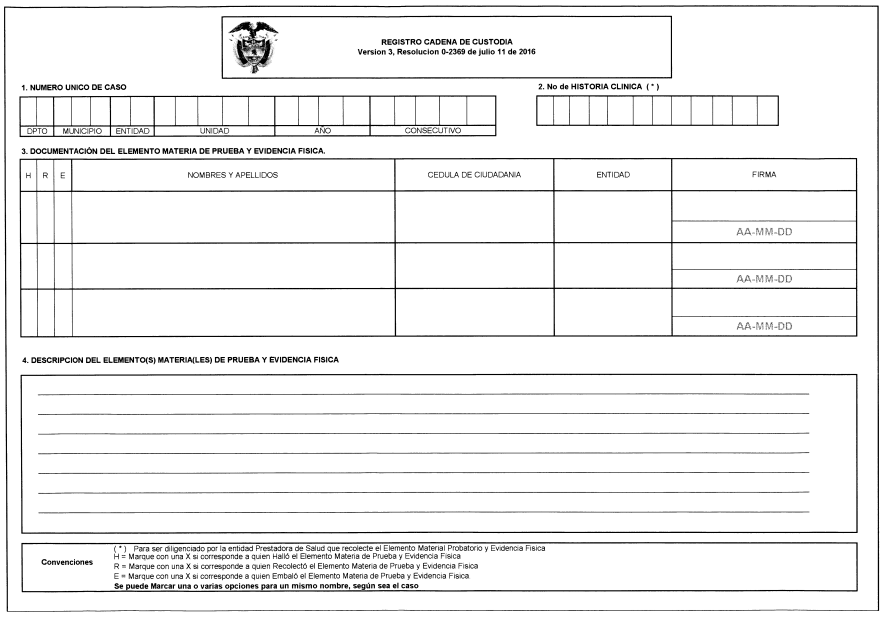 REGISTRO CADENA DE CUSTODIA
Version 3, Resolucion 0-2369 de julio 11 de 2016
1. NUMERO UNICO DE CASO
2. No de HISTORIA CLINICA ( * )
DPTO MUNICIPIO ENTIDAD UNIDAD AÑO CONSECUTIVO
3. DOCUMENTACIÓN DEL ELEMENTO MATERIA DE PRUEBA Y EVIDENCIA FISICA.
H R E NOMBRES Y APELLIDOS CEDULA DE CIUDADANIA ENTIDAD FIRMA
AA-MM-DD
AA-MM-DD
AA-MM-DD
4. DESCRIPCION DEL ELEMENTO(S) MATERIA(LES) DE PRUEBA Y EVIDENCIA FISICA
Convenciones
( * ) Para ser diligenciado por la entidad Prestadora de Salud que recolecte el Elemento Material Probatorio y Evidencia Fisica
H = Marque con una X si corresponde a quien Halló el Elemento Materia de Prueba y Evidencia Fisica
R = Marque con una X si corresponde a quien Recolectó el Elemento Materia de Prueba y Evidencia Fisica
E = Marque con una X si corresponde a quien Embaló el Elemento Materia de Prueba y Evidencia Fisica
Se puede Marcar una o varias opciones para un mismo nombre, según sea el caso